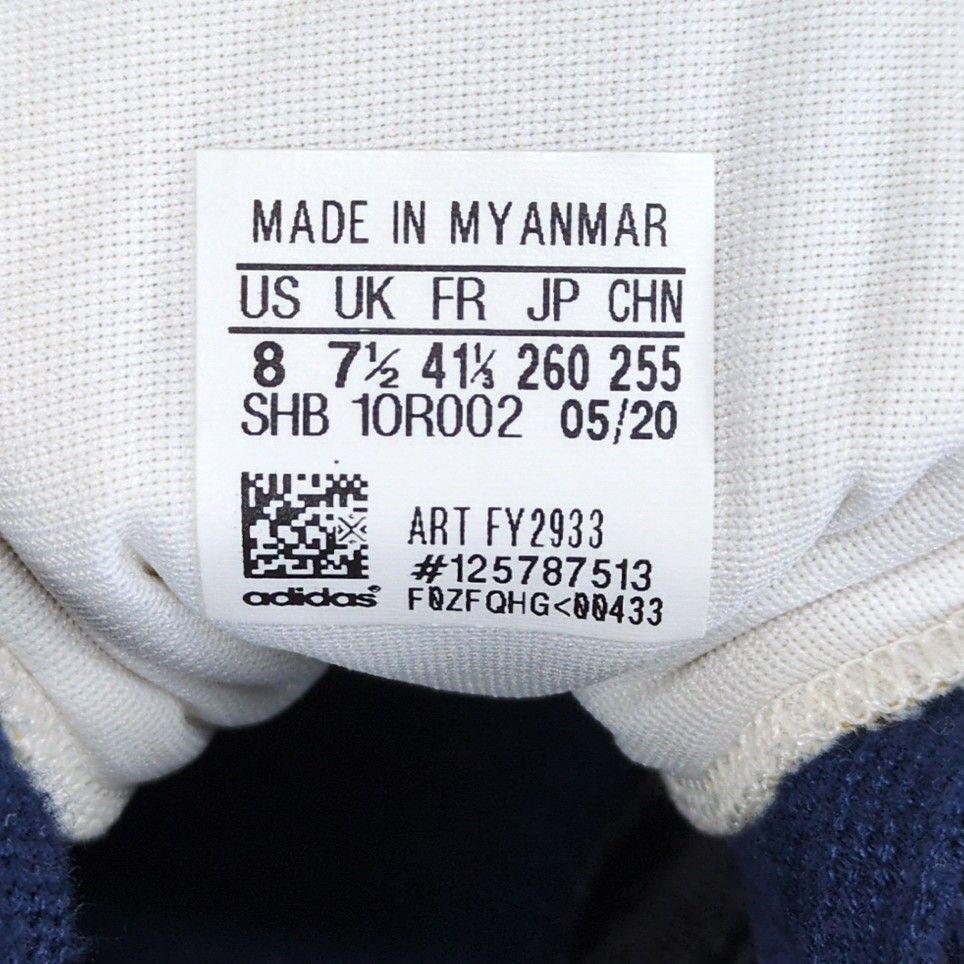 MADE IN MYANMAR
US UK FR JP CHN
8 7½ 41⅓ 260 255
SHB 10R002 05/20
ART FY2933
#125787513
adidas® F0ZFQHG<00433